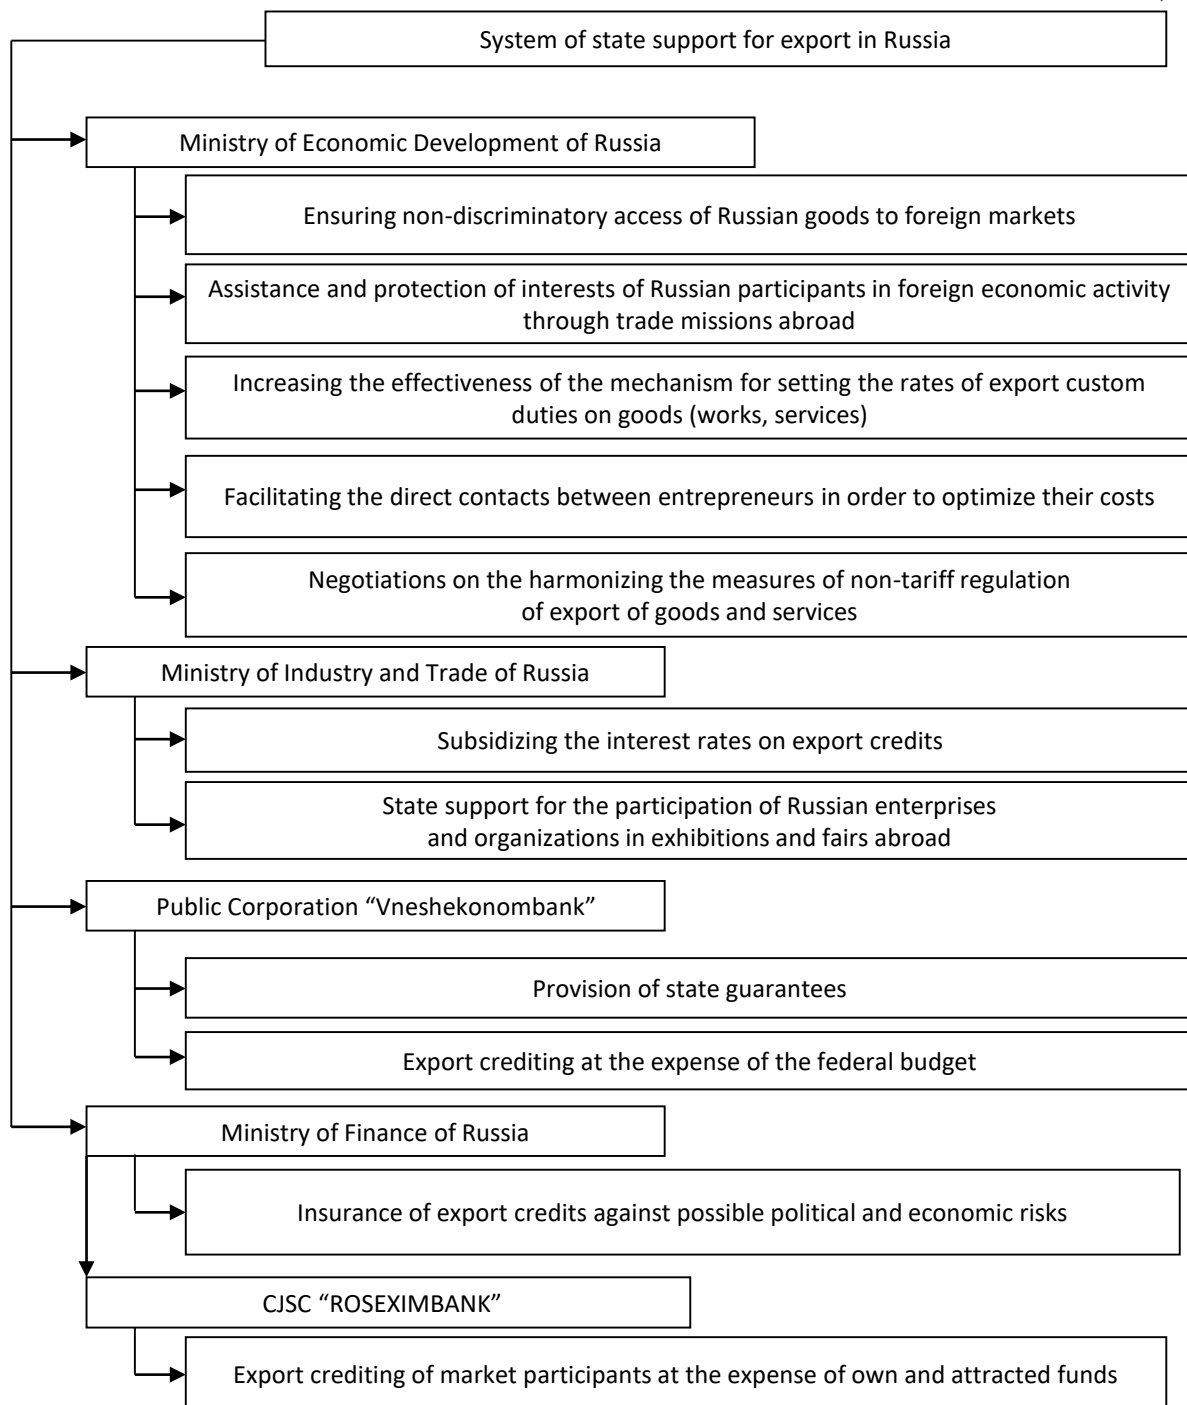 System of state support for export in Russia
Ministry of Economic Development of Russia
Ensuring non-discriminatory access of Russian goods to foreign markets
Assistance and protection of interests of Russian participants in foreign economic activity
through trade missions abroad
Increasing the effectiveness of the mechanism for setting the rates of export custom
duties on goods (works, services)
Facilitating the direct contacts between entrepreneurs in order to optimize their costs
Negotiations on the harmonizing the measures of non-tariff regulation
of export of goods and services
Ministry of Industry and Trade of Russia
Subsidizing the interest rates on export credits
State support for the participation of Russian enterprises
and organizations in exhibitions and fairs abroad
Public Corporation “Vneshekonombank”
Provision of state guarantees
Export crediting at the expense of the federal budget
Ministry of Finance of Russia
Insurance of export credits against possible political and economic risks
CJSC “ROSEXIMBANK”
Export crediting of market participants at the expense of own and attracted funds